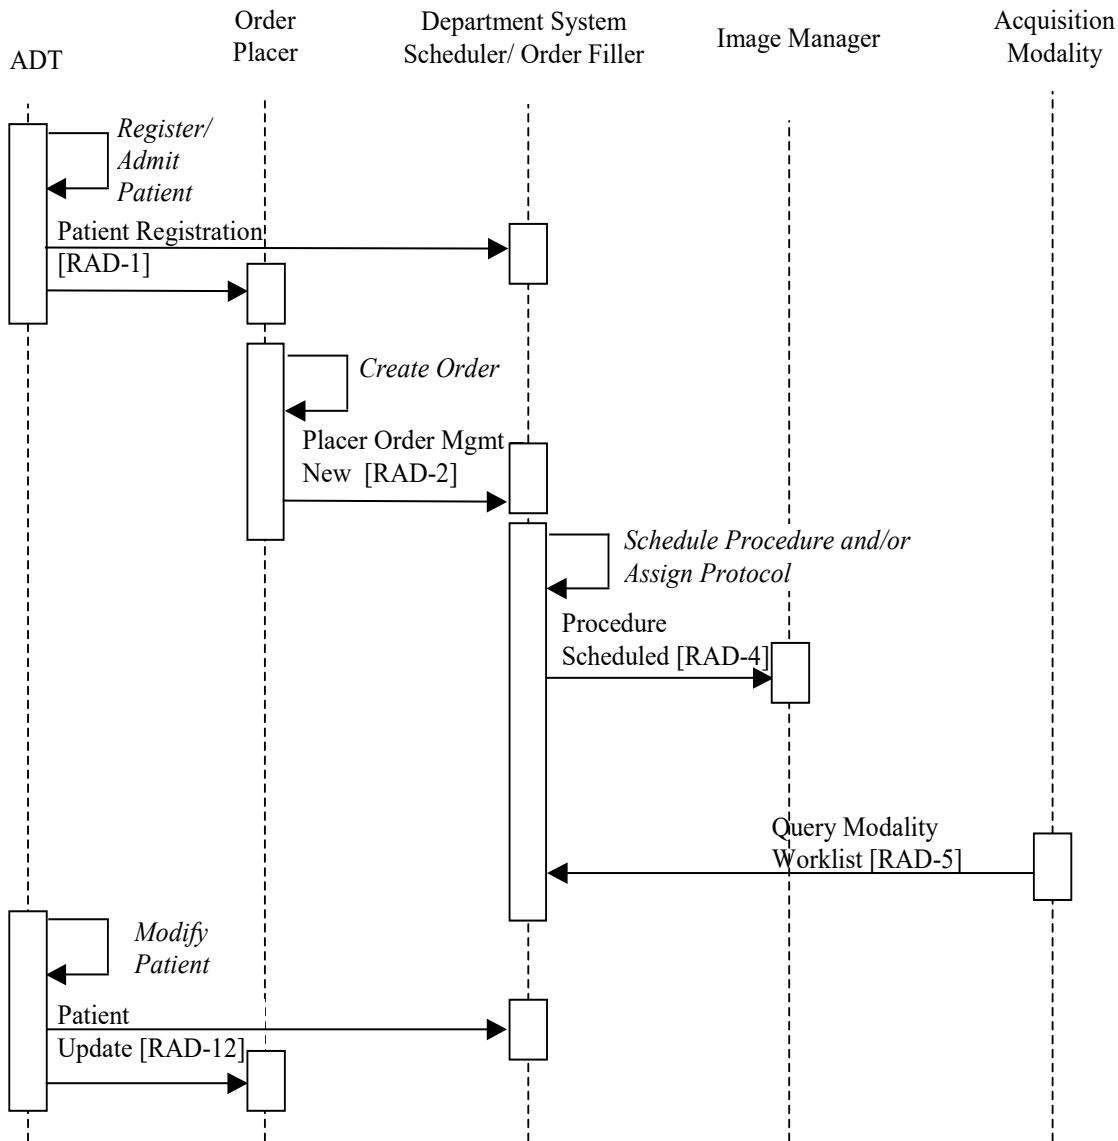 ADT
Order
Placer
Department System
Scheduler/ Order Filler
Image Manager
Acquisition
Modality
Register/
Admit
Patient
Patient Registration
[RAD-1]
Create Order
Placer Order Mgmt
New [RAD-2]
Schedule Procedure and/or
Assign Protocol
Procedure
Scheduled [RAD-4]
Query Modality
Worklist [RAD-5]
Modify
Patient
Patient
Update [RAD-12]